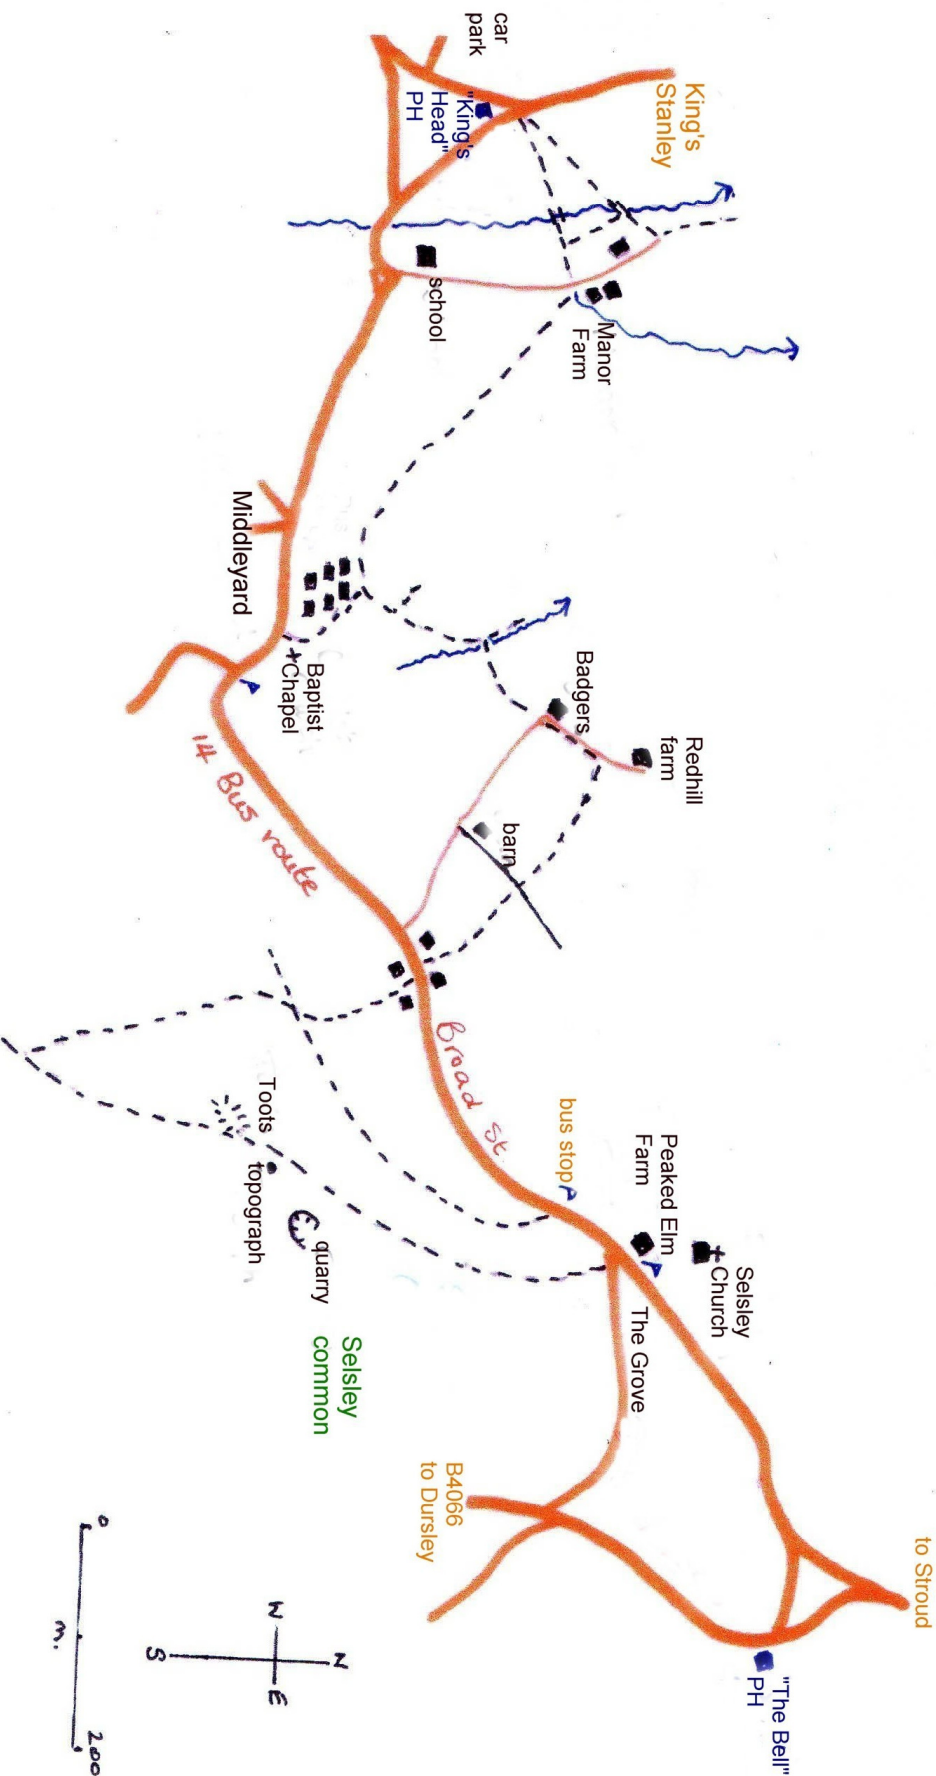 car
park
"King's
Head"
PH
King's
Stanley
school
Manor
Farm
Middleyard
Baptist
Chapel
14 Bus route
Badgers
Redhill
farm
barn
Broad St
bus stop
Peaked Elm
Farm
Selsley
Church
Toots
topograph
quarry
Selsley
common
The Grove
B4066
to Dursley
to Stroud
"The Bell"
PH
N
W
E
S
0
m.
200